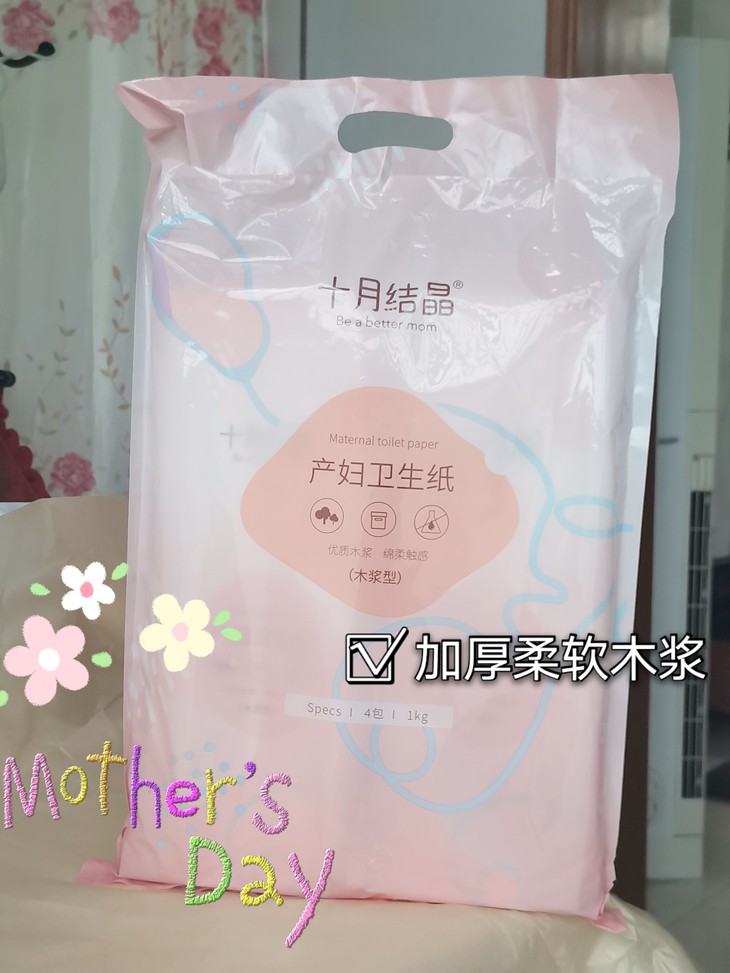 十月結晶®
Be a better mom
Maternal toilet paper
产妇卫生纸
优质木浆 绵柔触感
(木浆型)
加厚柔软木浆
Specs | 4包 | 1kg
Mother's
Day